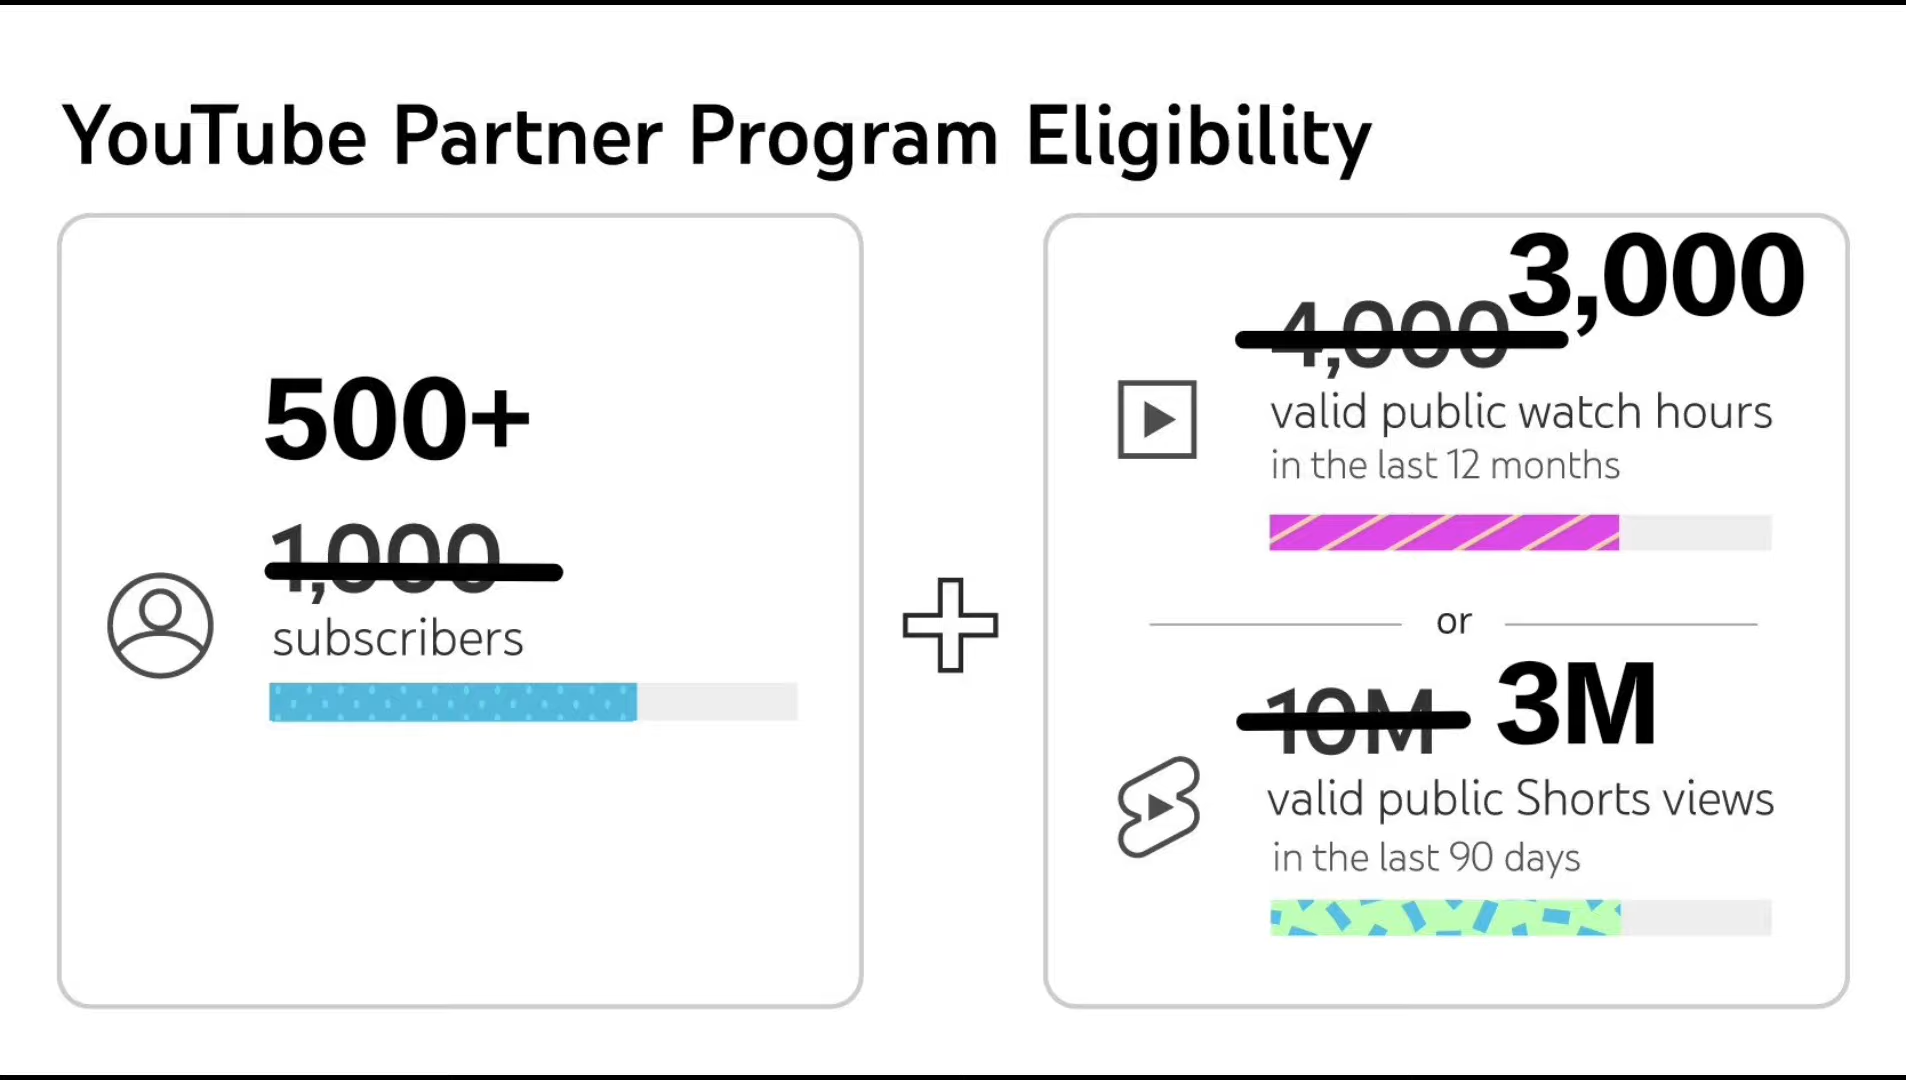 YouTube Partner Program Eligibility
500+
1,000
subscribers
3,000
4,000
valid public watch hours
in the last 12 months
or
10M 3M
valid public Shorts views
in the last 90 days